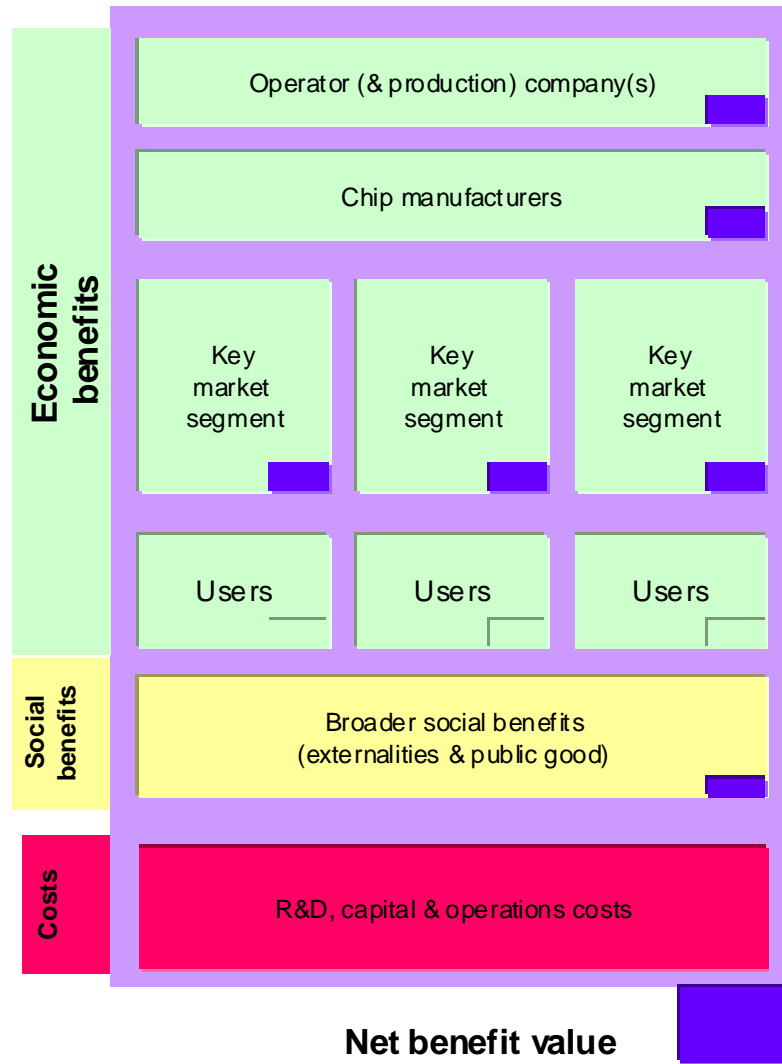 Economic
benefits
Operator (& production) company(s)
Chip manufacturers
Key
market
segment
Key
market
segment
Key
market
segment
Users
Users
Users
Social
benefits
Broader social benefits
(externalities & public good)
Costs
R&D, capital & operations costs
Net benefit value